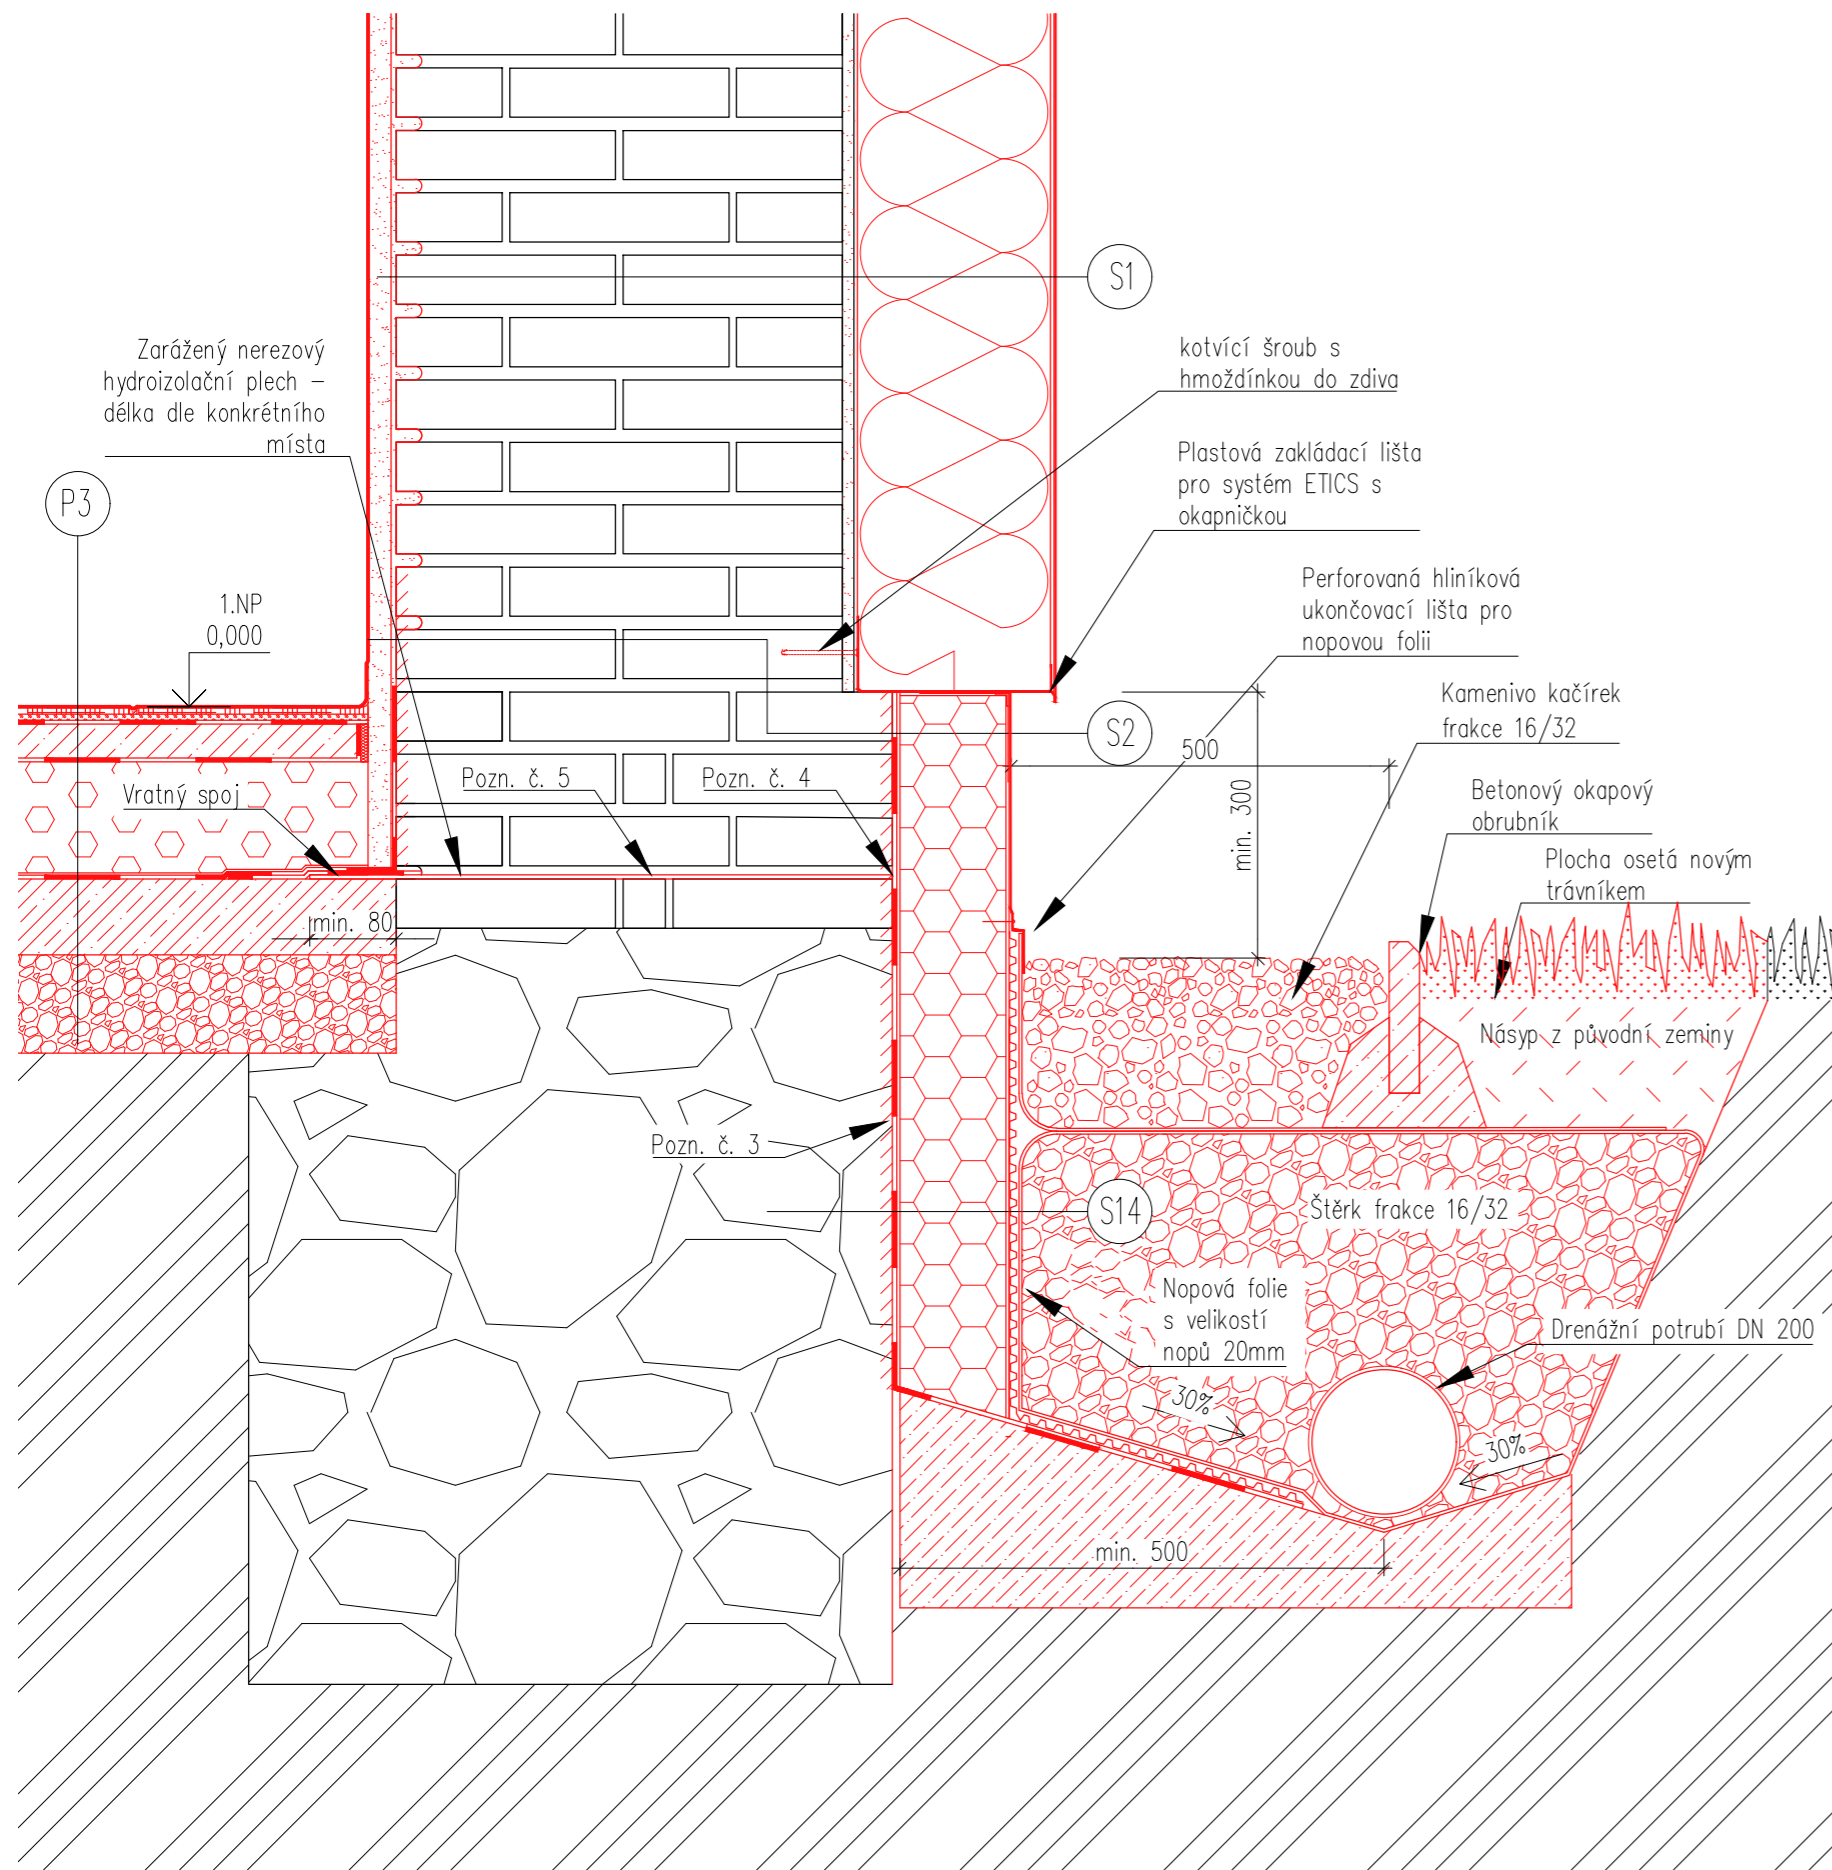 S1
Zarážený nerezový
hydroizolační plech –
délka dle konkrétního
místa
kotvící šroub s
hmoždínkou do zdiva
Plastová zakládací lišta
pro systém ETICS s
okapničkou
P3
Perforovaná hliníková
ukončovací lišta pro
nopovou folii
1.NP
0,000
Kamenivo kačírek
frakce 16/32
S2
500
min. 300
Betonový okapový
obrubník
Vratný spoj
Pozn. č. 5
Pozn. č. 4
Plocha osetá novým
trávníkem
min. 80
Násyp z původní zeminy
Pozn. č. 3
S14
Štěrk frakce 16/32
Nopová folie
s velikostí
nopů 20mm
Drenážní potrubí DN 200
30%
30%
min. 500